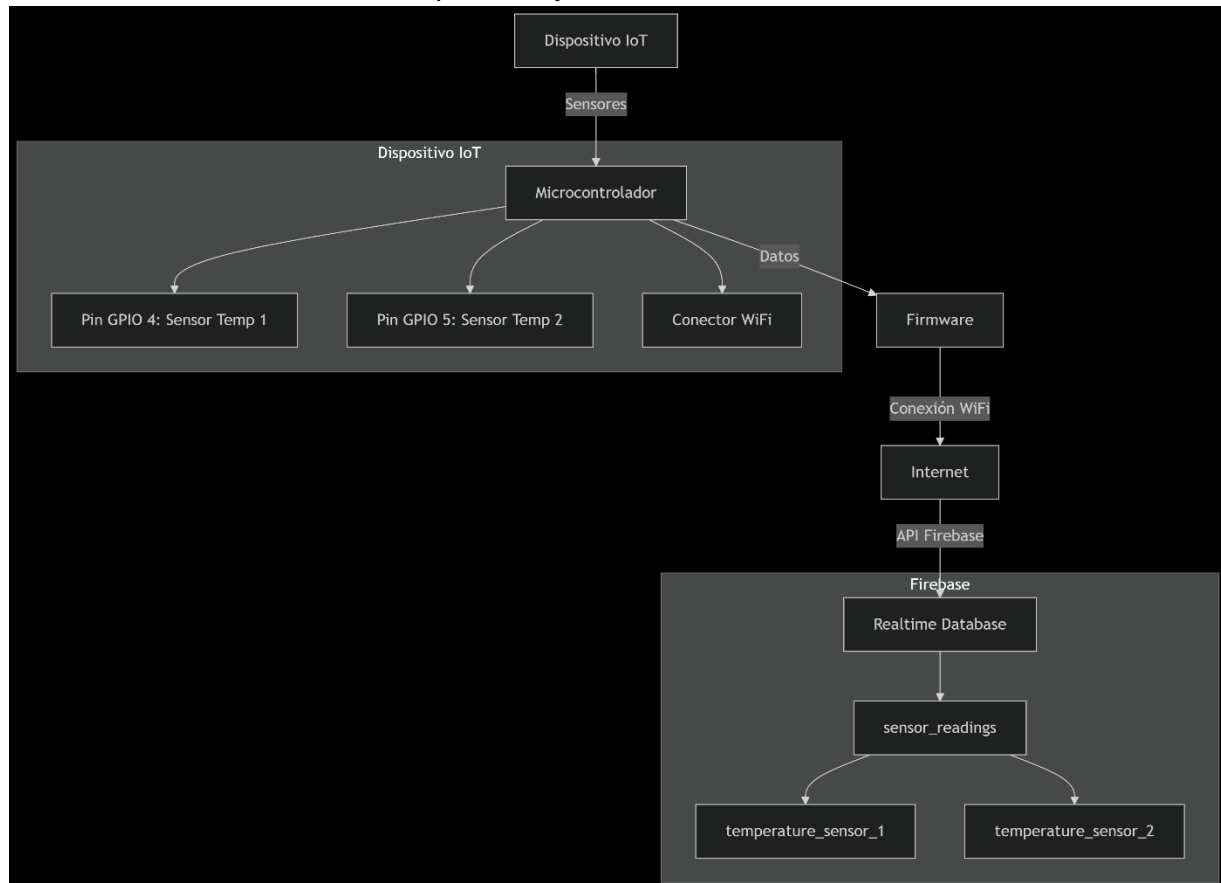 Dispositivo IoT
Sensores
Dispositivo IoT
Microcontrolador
Datos
Pin GPIO 4: Sensor Temp 1
Pin GPIO 5: Sensor Temp 2
Conector WiFi
Firmware
Conexión WiFi
Internet
API Firebase
Firebase
Realtime Database
sensor_readings
temperature_sensor_1
temperature_sensor_2